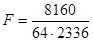 F = 8160 / 64 · 2336